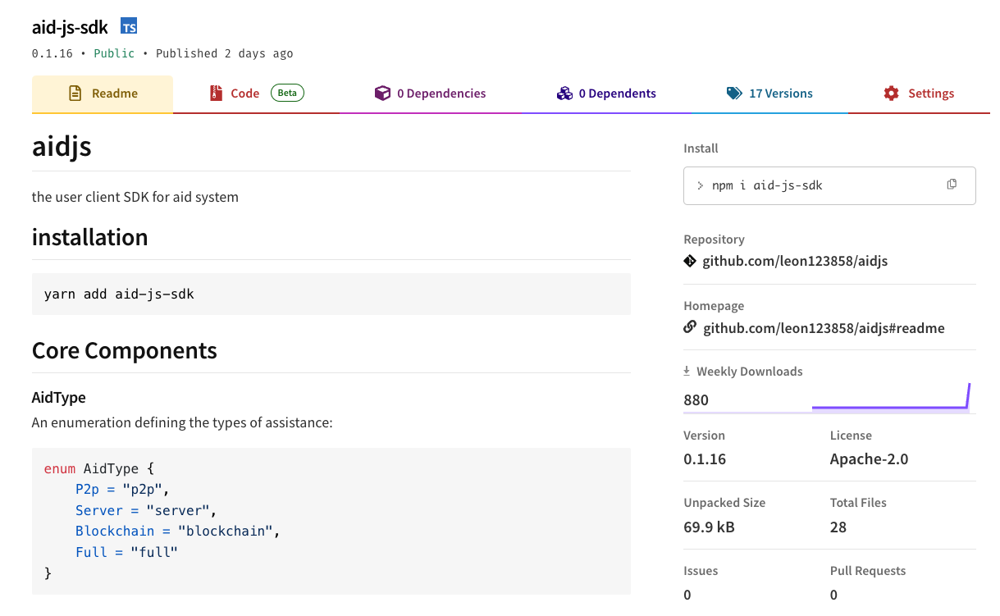 aid-js-sdk TS
0.1.16 • Public • Published 2 days ago
Readme
Code Beta
0 Dependencies
0 Dependents
17 Versions
Settings
aidjs
the user client SDK for aid system
installation
yarn add aid-js-sdk
Core Components
AidType
An enumeration defining the types of assistance:
enum AidType {
    P2p = "p2p",
    Server = "server",
    Blockchain = "blockchain",
    Full = "full"
}
Install
> npm i aid-js-sdk
Repository
github.com/leon123858/aidjs
Homepage
github.com/leon123858/aidjs#readme
Weekly Downloads
880
Version
0.1.16
License
Apache-2.0
Unpacked Size
69.9 kB
Total Files
28
Issues
0
Pull Requests
0